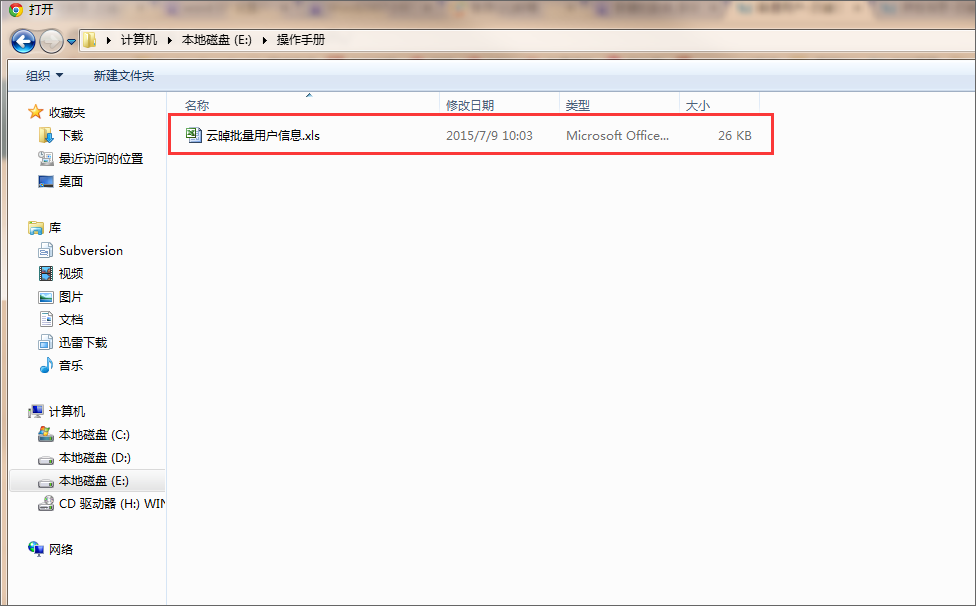 打开
计算机 本地磁盘 (E:) 操作手册
组织 新建文件夹
名称 修改日期 类型 大小
云晫批量用户信息.xls 2015/7/9 10:03 Microsoft Office... 26 KB
收藏夹
下载
最近访问的位置
桌面
库
Subversion
视频
图片
文档
迅雷下载
音乐
计算机
本地磁盘 (C:)
本地磁盘 (D:)
本地磁盘 (E:)
CD 驱动器 (H:) WIN
网络